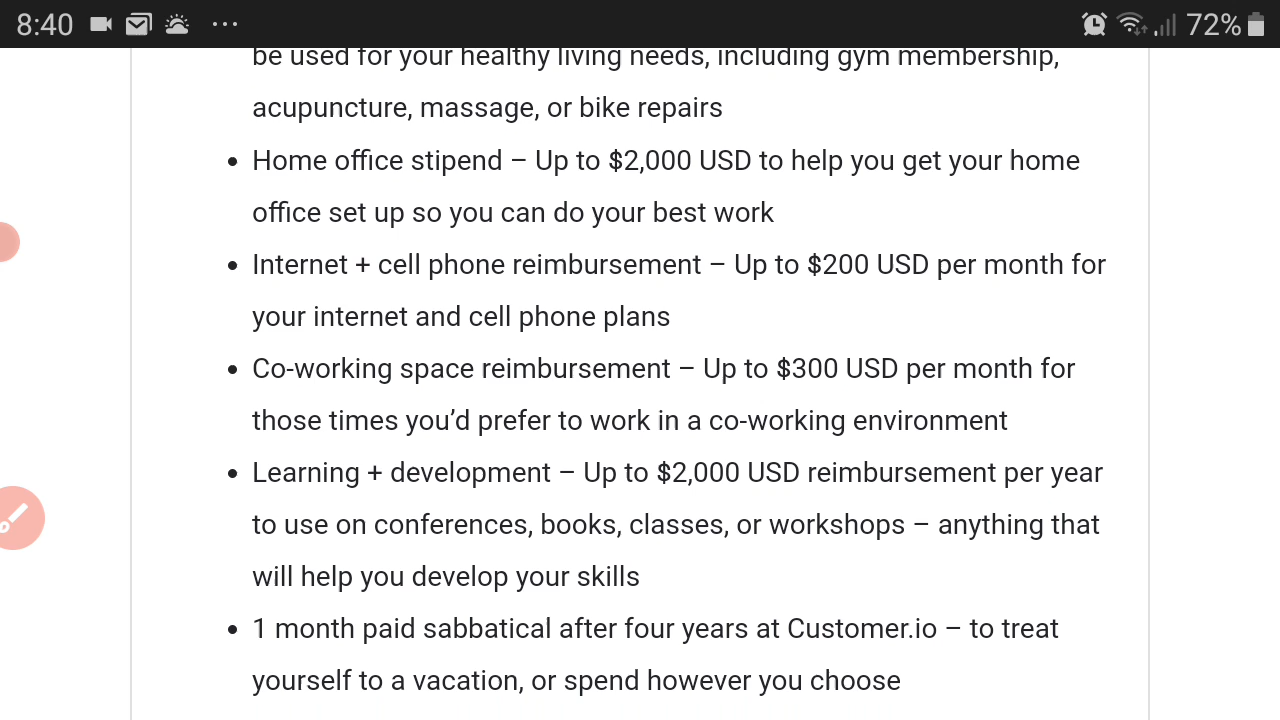 8:40
72%
be used for your healthy living needs, including gym membership,
acupuncture, massage, or bike repairs
Home office stipend – Up to $2,000 USD to help you get your home
office set up so you can do your best work
Internet + cell phone reimbursement – Up to $200 USD per month for
your internet and cell phone plans
Co-working space reimbursement – Up to $300 USD per month for
those times you’d prefer to work in a co-working environment
Learning + development – Up to $2,000 USD reimbursement per year
to use on conferences, books, classes, or workshops – anything that
will help you develop your skills
1 month paid sabbatical after four years at Customer.io – to treat
yourself to a vacation, or spend however you choose